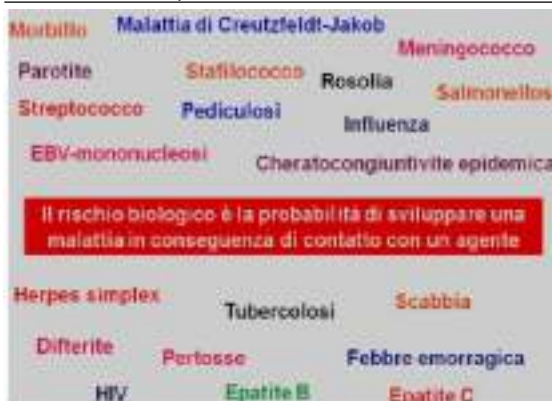 Morbillo Malattia di Creutzfeldt-Jakob
Meningococco
Parotite Stafilococco Rosolia
Salmonellos
Streptococco Pediculosi
Influenza
EBV-mononucleosi Cheratocongiuntivite epidemica
Il rischio biologico è la probabilità di sviluppare una
malattia in conseguenza di contatto con un agente
Herpes simplex Tubercolosi Scabbia
Difterite Pertosse Febbre emorragica
HIV Epatite B Epatite C